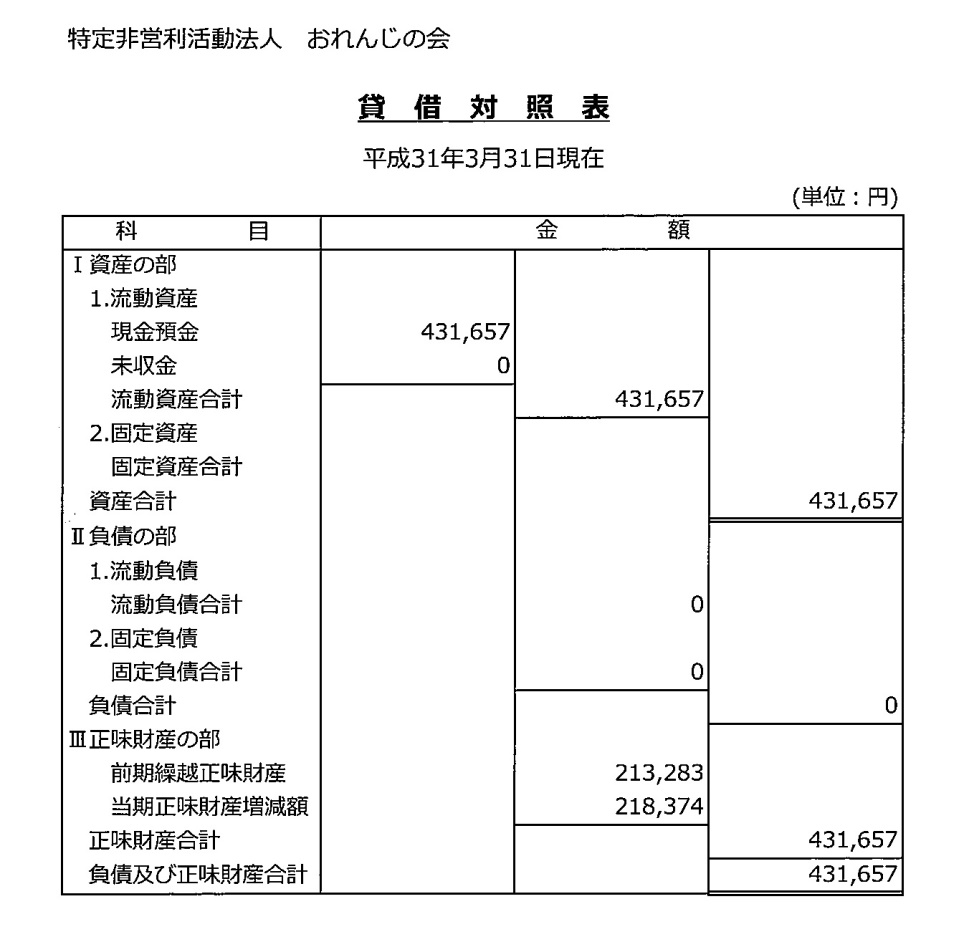 特定非営利活動法人　おれんじの会
貸 借 対 照 表
平成31年3月31日現在
(単位：円)
科　目　金　額
Ⅰ資産の部
1.流動資産
現金預金 431,657
未収金 0
流動資産合計 431,657
2.固定資産
固定資産合計
資産合計 431,657
Ⅱ負債の部
1.流動負債
流動負債合計 0
2.固定負債
固定負債合計 0
負債合計 0
Ⅲ正味財産の部
前期繰越正味財産 213,283
当期正味財産増減額 218,374
正味財産合計 431,657
負債及び正味財産合計 431,657